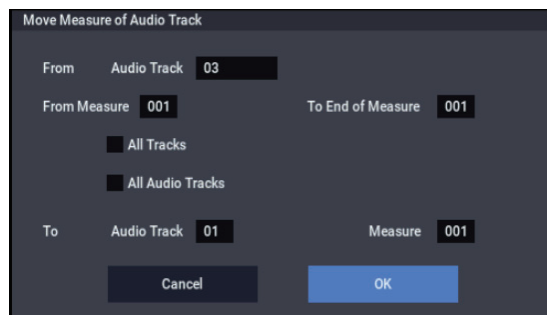 Move Measure of Audio Track
From Audio Track 03
From Measure 001 To End of Measure 001
All Tracks
All Audio Tracks
To Audio Track 01 Measure 001
Cancel OK